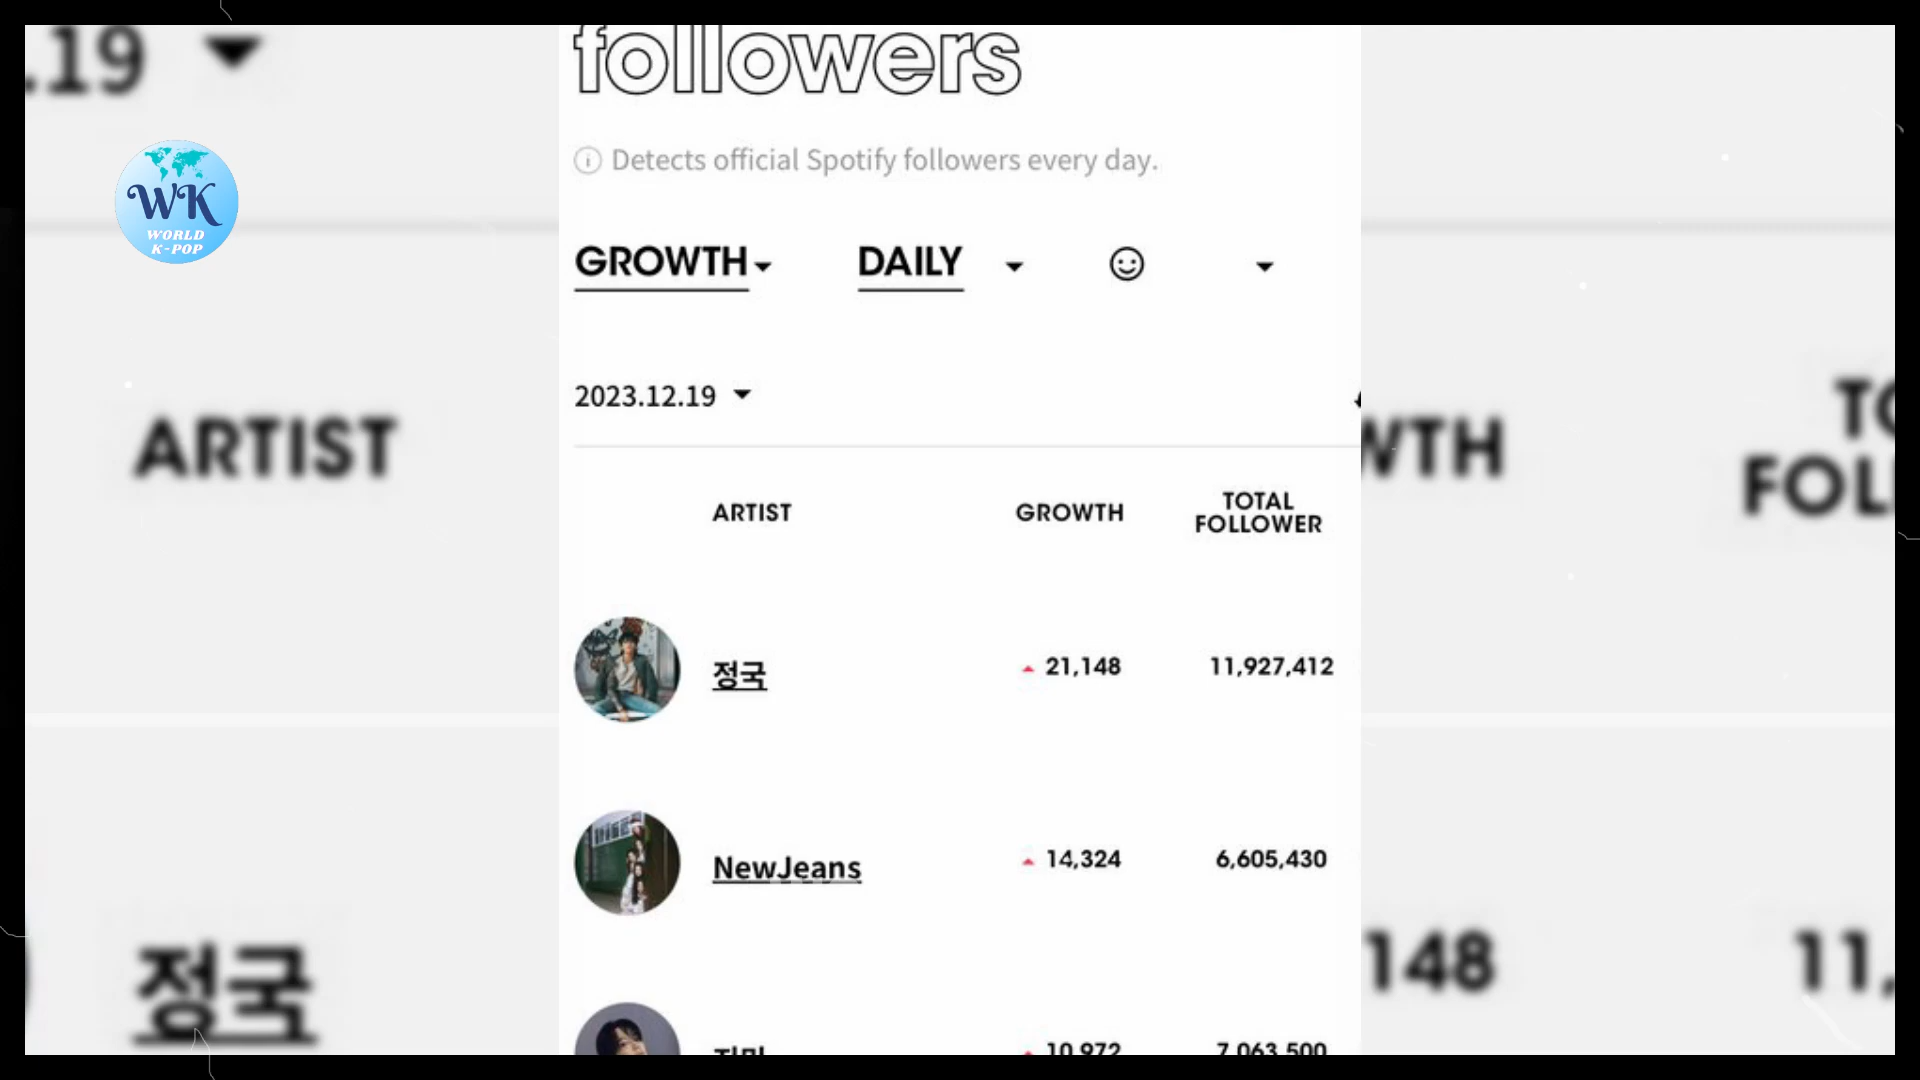 followers
Detects official Spotify followers every day.
GROWTH DAILY
2023.12.19
ARTIST GROWTH TOTAL FOLLOWER
정국 21,148 11,927,412
NewJeans 14,324 6,605,430
10,972 7,063,500
.19
WK
WORLD
K-POP
ARTIST
WTH
TO
FOL
정국
148
11,